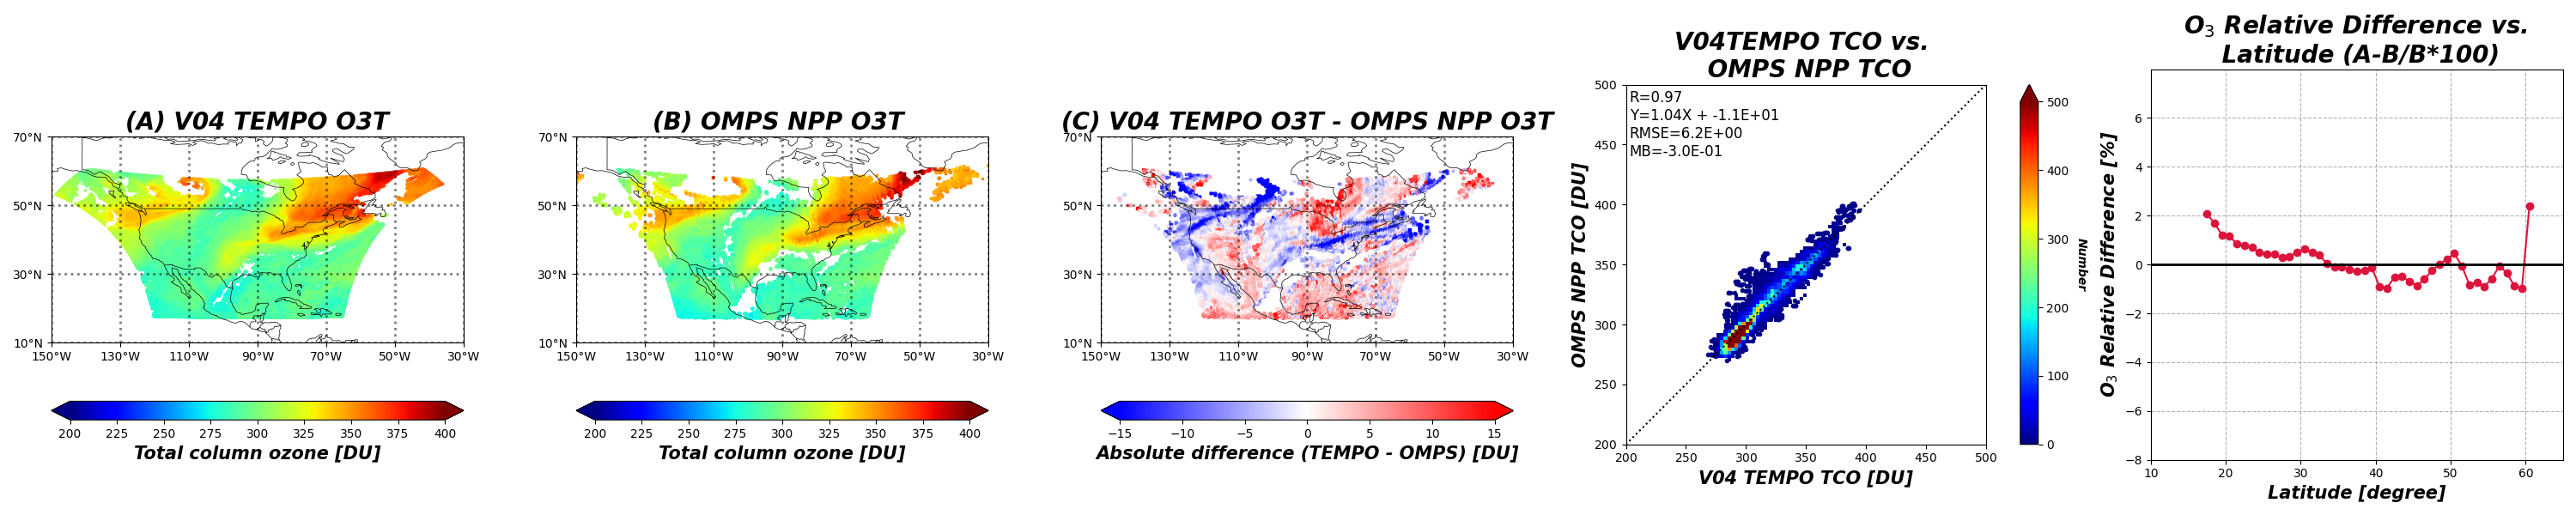 (A) V04 TEMPO O3T
70°N
50°N
30°N
10°N
150°W 130°W 110°W 90°W 70°W 50°W 30°W
200 225 250 275 300 325 350 375 400
Total column ozone [DU]
(B) OMPS NPP O3T
70°N
50°N
30°N
10°N
150°W 130°W 110°W 90°W 70°W 50°W 30°W
200 225 250 275 300 325 350 375 400
Total column ozone [DU]
(C) V04 TEMPO O3T - OMPS NPP O3T
70°N
50°N
30°N
10°N
150°W 130°W 110°W 90°W 70°W 50°W 30°W
−15 −10 −5 0 5 10 15
Absolute difference (TEMPO - OMPS) [DU]
V04TEMPO TCO vs.
OMPS NPP TCO
R=0.97
Y=1.04X + -1.1E+01
RMSE=6.2E+00
MB=-3.0E-01
OMPS NPP TCO [DU]
500
450
400
350
300
250
200
200 250 300 350 400 450 500
V04 TEMPO TCO [DU]
500
400
300
200
100
0
Number
O₃ Relative Difference vs.
Latitude (A-B/B*100)
O₃ Relative Difference [%]
6
4
2
0
−2
−4
−6
−8
10 20 30 40 50 60
Latitude [degree]